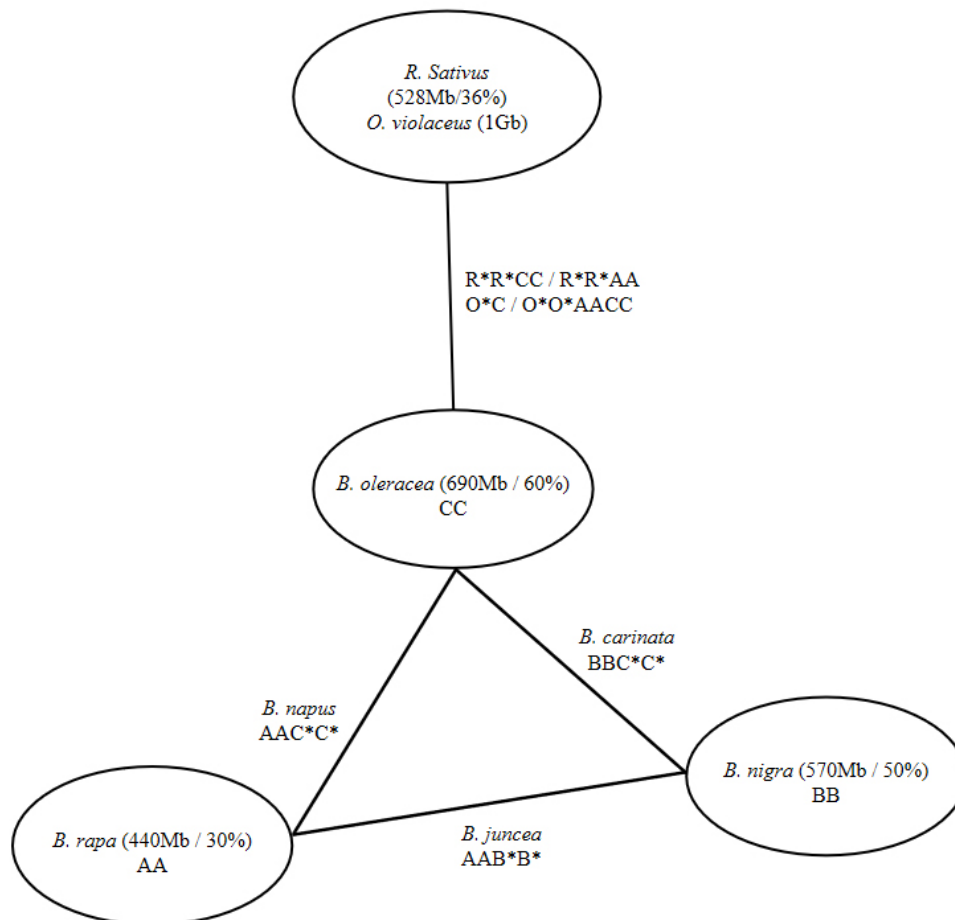 R. Sativus
(528Mb/36%)
O. violaceus (1Gb)
R*R*CC / R*R*AA
O*C / O*O*AACC
B. oleracea (690Mb / 60%)
CC
B. carinata
BBC*C*
B. napus
AAC*C*
B. nigra (570Mb / 50%)
BB
B. juncea
AAB*B*
B. rapa (440Mb / 30%)
AA